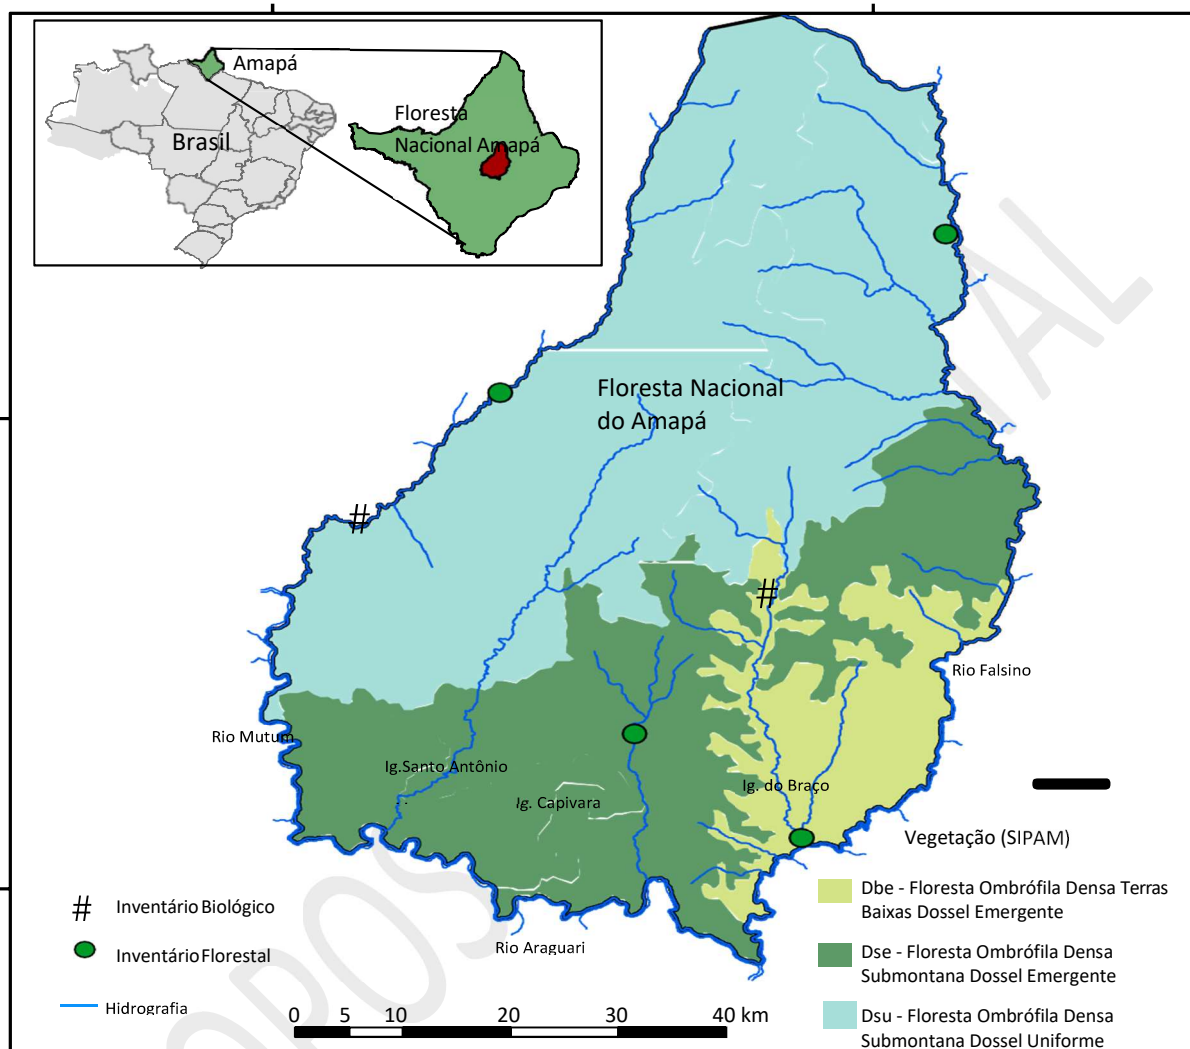 Amapá
Brasil
Floresta
Nacional Amapá
Floresta Nacional
do Amapá
Rio Falsino
Rio Mutum
Ig.Santo Antônio
Ig. Capivara
Ig. do Braço
Rio Araguari
# Inventário Biológico
Inventário Florestal
Hidrografia
0 5 10 20 30 40 km
Vegetação (SIPAM)
Dbe - Floresta Ombrófila Densa Terras
Baixas Dossel Emergente
Dse - Floresta Ombrófila Densa
Submontana Dossel Emergente
Dsu - Floresta Ombrófila Densa
Submontana Dossel Uniforme